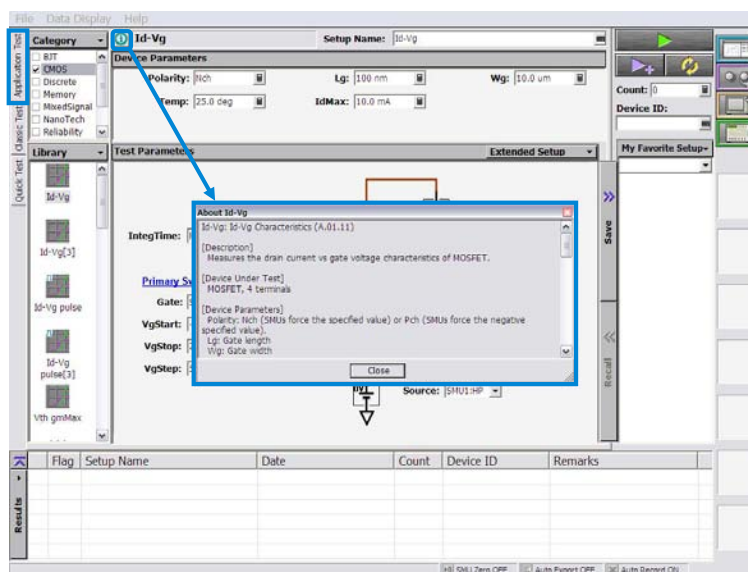 File Data Display Help
Application Test
Classic Test
Quick Test
Category
BJT
CMOS
Discrete
Memory
MixedSignal
NanoTech
Reliability
Library
Id-Vg
Id-Vg[3]
Id-Vg pulse
Id-Vg
pulse[3]
Vth gmMax
Id-Vg
Setup Name: Id-Vg
Device Parameters
Polarity: Nch
Lg: 100 nm
Wg: 10.0 um
Temp: 25.0 deg
IdMax: 10.0 mA
Test Parameters
Extended Setup
IntegTime:
Primary Sw
Gate:
VgStart:
VgStop:
VgStep:
Source: SMU1:HP
About Id-Vg
Id-Vg: Id-Vg Characteristics (A.01.11)
[Description]
Measures the drain current vs gate voltage characteristics of MOSFET.
[Device Under Test]
MOSFET, 4 terminals
[Device Parameters]
Polarity: Nch (SMUs force the specified value) or Pch (SMUs force the negative
specified value).
Lg: Gate length
Wg: Gate width
Close
Save
Recall
Count: 0
Device ID:
My Favorite Setup
Results
Flag Setup Name Date Count Device ID Remarks
SMU Zero OFF Auto Export OFF Auto Record ON